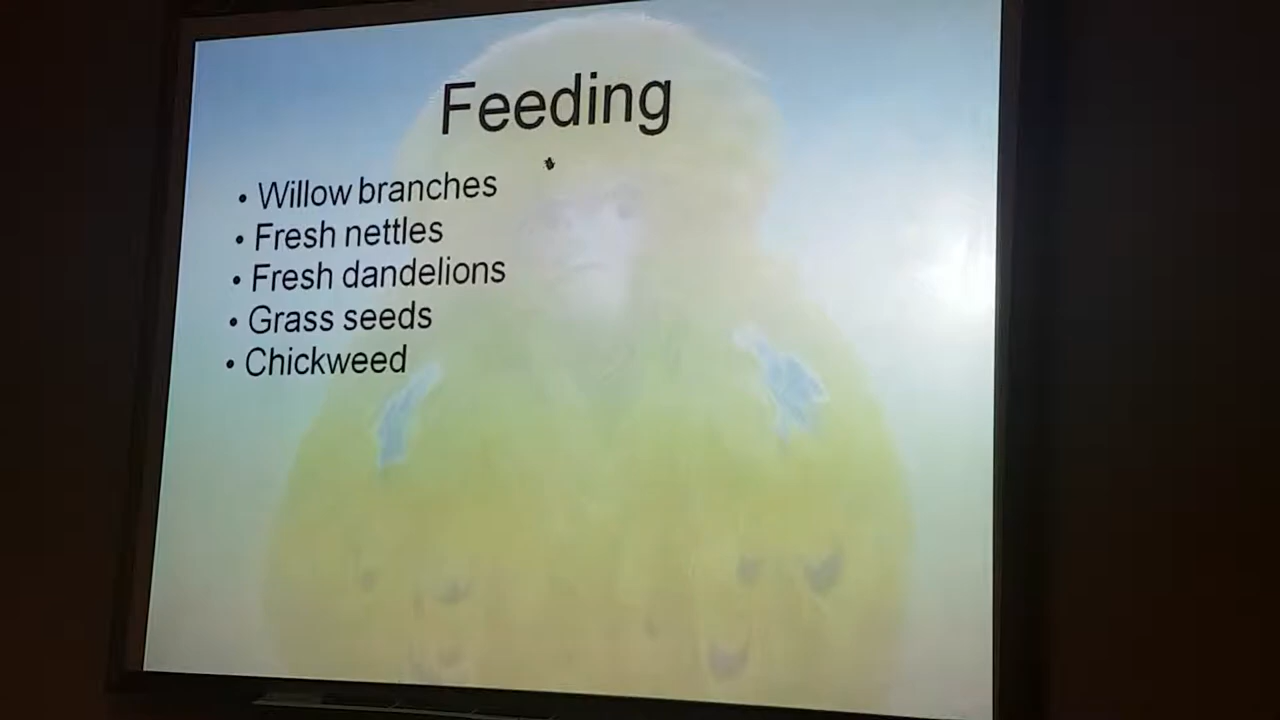 Feeding
• Willow branches
• Fresh nettles
• Fresh dandelions
• Grass seeds
• Chickweed